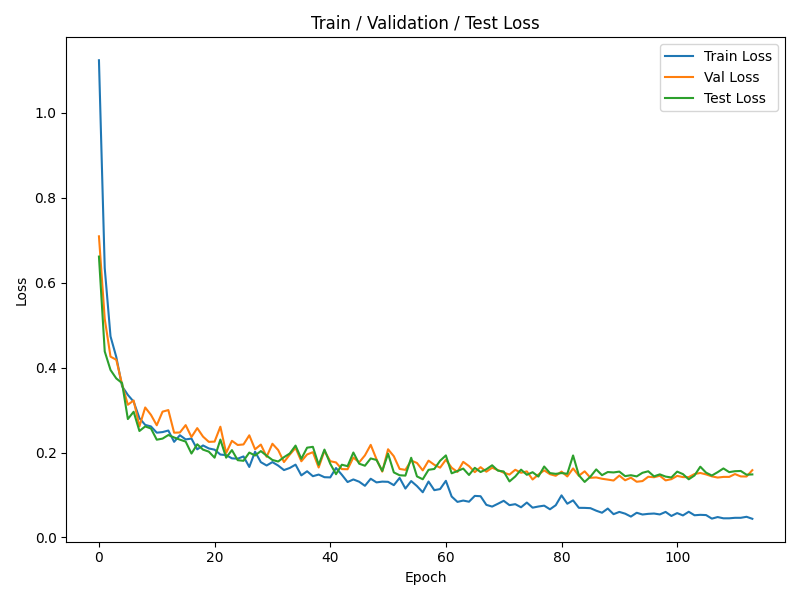 Train / Validation / Test Loss
Train Loss
Val Loss
Test Loss
1.0
0.8
0.6
0.4
0.2
0.0
Loss
0 20 40 60 80 100
Epoch